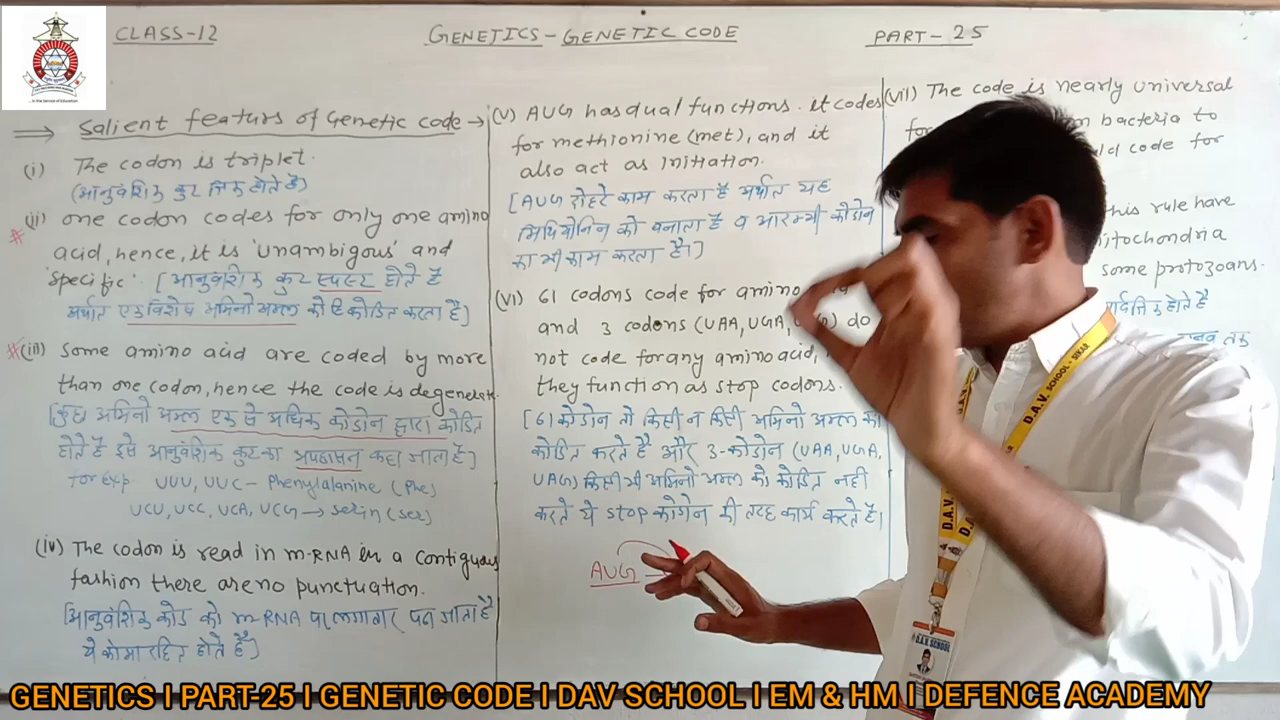 CLASS-12
GENETICS - GENETIC CODE
PART - 25
⇒ Salient featurs of Genetic code →
(i) The codon is triplet.
(आनुवंशिक कुट त्रिक होते है)
(ii) one codon codes for only one amino
acid, hence, it is 'unambigous' and
'specific'. [आनुवंशिक कुट स्पस्ट होते है
अर्थात एक विशेष अमिनो अम्ल को हि कोडित करता है]
(iii) Some amino acid are coded by more
than one codon, hence the code is degenerate.
[कुछ अमिनो अम्ल एक से अधिक कोडोन द्वारा कोडित
होते है इसे आनुवंशिक कुट का अपहासन कहा जाता है]
for exp UUU, UUC - Phenylalanine (Phe)
UCU, UCC, UCA, UCG → serin (ser)
(iv) The codon is read in m-RNA in a contiguous
fashion there are no punctuation.
[आनुवंशिक कोड को m-RNA पर लगातार पढा जाता है
ये कोमा रहित होते है]
(V) AUG has dual functions. it codes
for methionine (met), and it
also act as Initiation.
[AUG दोहरे काम करता है अर्थात यह
मिथियोनिन को बनाता है व आरम्भी कोडोन
का भी काम करता है।]
(VI) 61 codons code for amino
and 3 codons (UAA, UGA, do
not code for any amino acid,
they function as stop codons.
[61 कोडोन तो किसी न किसी अमिनो अम्ल का
कोडित करते है और 3-कोडोन (UAA, UGA,
UAG) किसी भी अमिनो अम्ल को कोडित नही
करते ये stop कोडोन की तरह कार्य करते है।
AUG
(VII) The code is nearly universal
bacteria to
code for
this rule have
mitochondria
some protozoans.
होते है
तक
D.A.V. SCHOOL - SIKAR
D.A.V.
D.A.V. SCHOOL
GENETICS I PART-25 I GENETIC CODE I DAV SCHOOL I EM & HM I DEFENCE ACADEMY